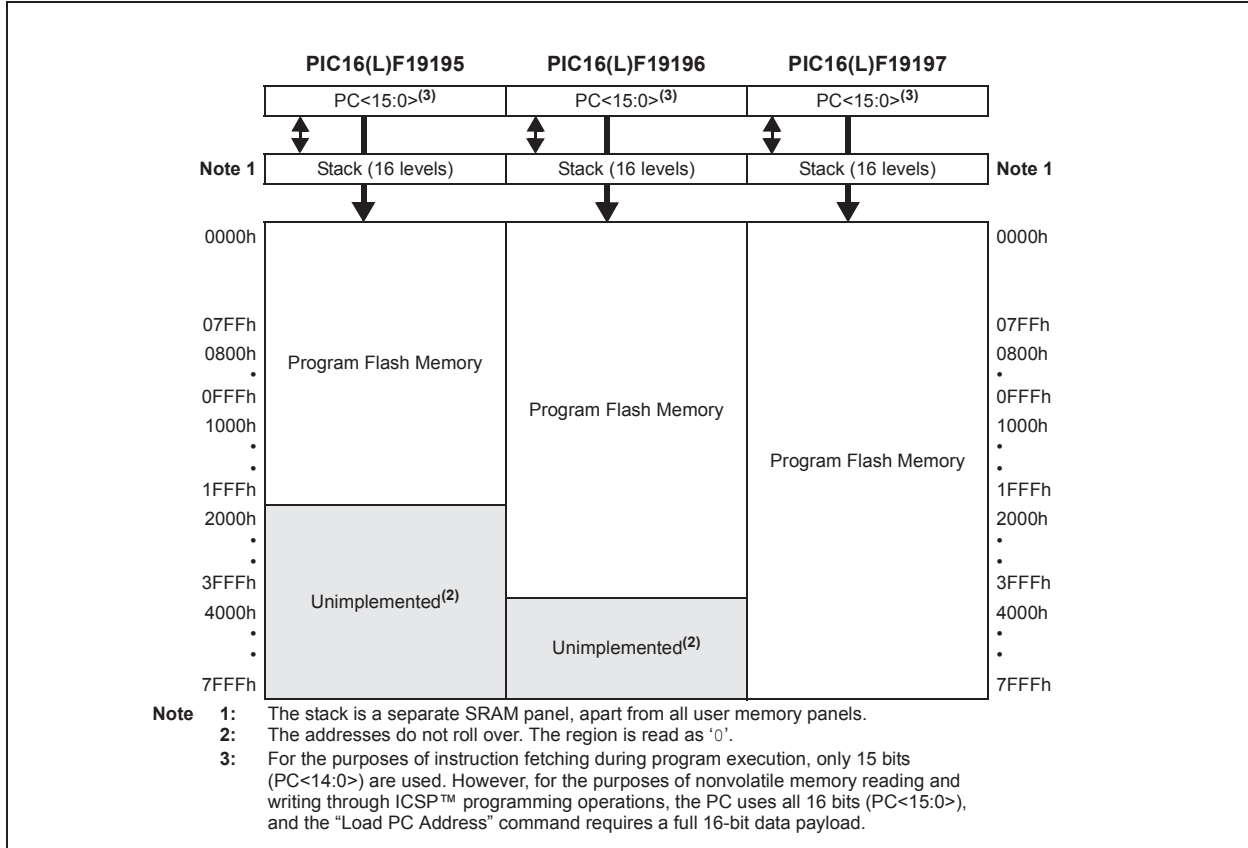 PIC16(L)F19195 PIC16(L)F19196 PIC16(L)F19197
PC<15:0>(3) PC<15:0>(3) PC<15:0>(3)
Note 1 Stack (16 levels) Stack (16 levels) Stack (16 levels) Note 1
0000h 0000h
07FFh 07FFh
0800h 0800h
Program Flash Memory
• •
0FFFh 0FFFh
Program Flash Memory
1000h 1000h
• •
Program Flash Memory
• •
1FFFh 1FFFh
2000h 2000h
• •
• •
3FFFh 3FFFh
Unimplemented(2)
4000h 4000h
• •
Unimplemented(2)
• •
7FFFh 7FFFh
Note 1: The stack is a separate SRAM panel, apart from all user memory panels.
2: The addresses do not roll over. The region is read as ‘0’.
3: For the purposes of instruction fetching during program execution, only 15 bits
(PC<14:0>) are used. However, for the purposes of nonvolatile memory reading and
writing through ICSP™ programming operations, the PC uses all 16 bits (PC<15:0>),
and the “Load PC Address” command requires a full 16-bit data payload.